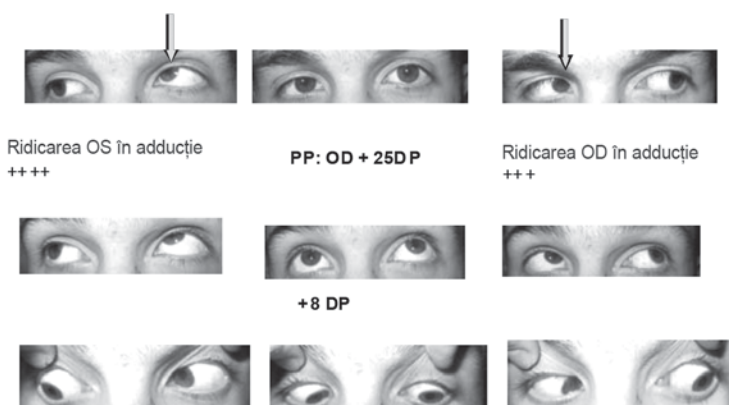 Ridicarea OS în adducție
++ ++
PP: OD + 25DP
Ridicarea OD în adducție
++ +
+8 DP